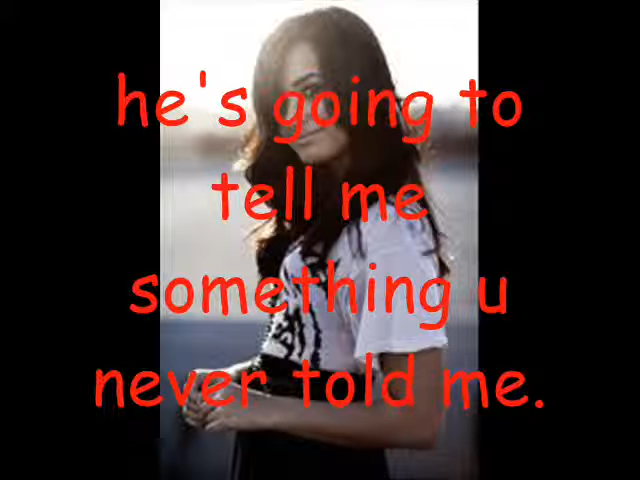 he's going to
tell me
something u
never told me.